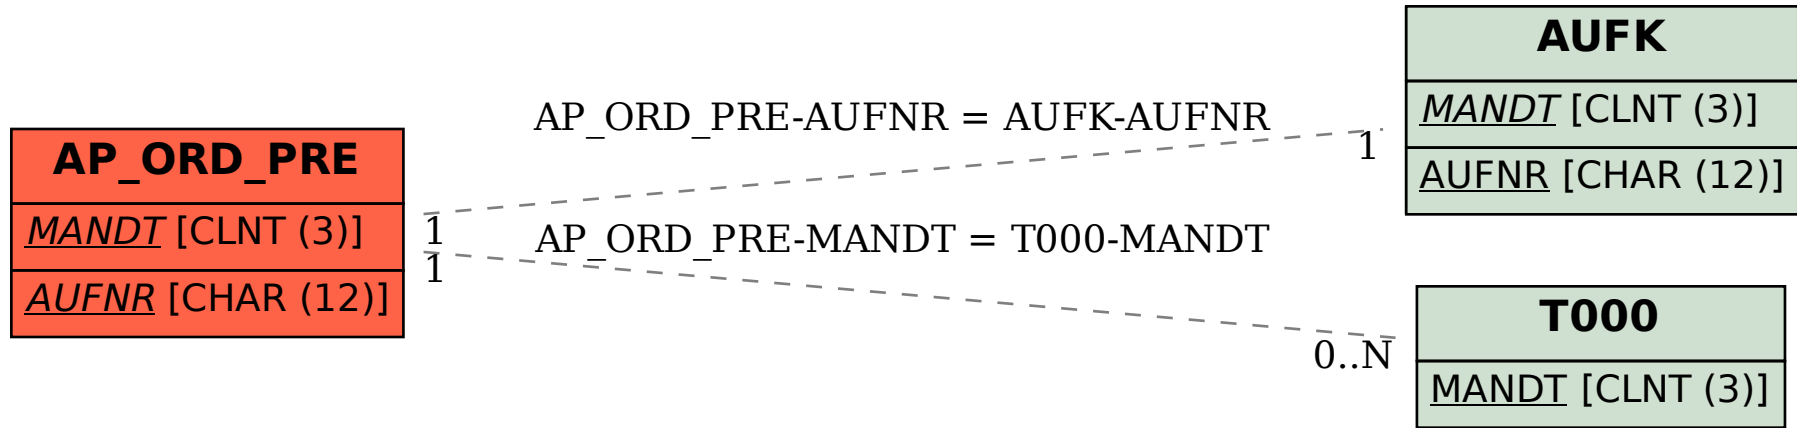 AP_ORD_PRE
MANDT [CLNT (3)]
AUFNR [CHAR (12)]
AP_ORD_PRE-AUFNR = AUFK-AUFNR
1
1
AP_ORD_PRE-MANDT = T000-MANDT
1
0..N
AUFK
MANDT [CLNT (3)]
AUFNR [CHAR (12)]
T000
MANDT [CLNT (3)]